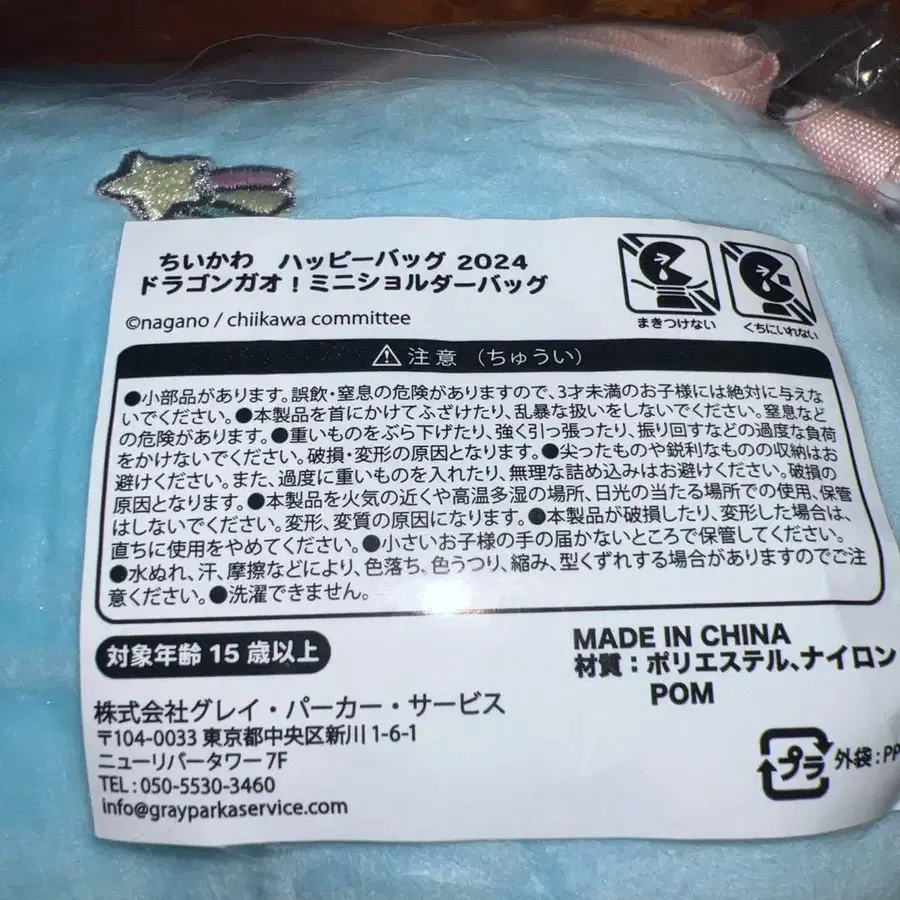 ちいかわ ハッピーバッグ 2024
ドラゴンガオ！ミニショルダーバッグ
©nagano / chiikawa committee
まきつけない
くちにいれない
⚠注意（ちゅうい）
●小部品があります。誤飲・窒息の危険がありますので、3才未満のお子様には絶対に与えな
いでください。●本製品を首にかけてふざけたり、乱暴な扱いをしないでください。窒息など
の危険があります。●重いものをぶら下げたり、強く引っ張ったり、振り回すなどの過度な負荷
をかけないでください。破損・変形の原因となります。●尖ったものや鋭利なものの収納はお
避けください。また、過度に重いものを入れたり、無理な詰め込みはお避けください。破損の
原因となります。●本製品を火気の近くや高温多湿の場所、日光の当たる場所での使用、保管
はしないでください。変形、変質の原因になります。●本製品が破損したり、変形した場合は、
直ちに使用をやめてください。●小さいお子様の手の届かないところで保管してください。
●水ぬれ、汗、摩擦などにより、色落ち、色うつり、縮み、型くずれする場合がありますのでご注
意ください。●洗濯できません。
対象年齢 15 歳以上
MADE IN CHINA
材質：ポリエステル、ナイロン
POM
株式会社グレイ・パーカー・サービス
〒104-0033 東京都中央区新川 1-6-1
ニューリバータワー 7F
TEL : 050-5530-3460
info@grayparkaservice.com
プラ 外袋 : PP